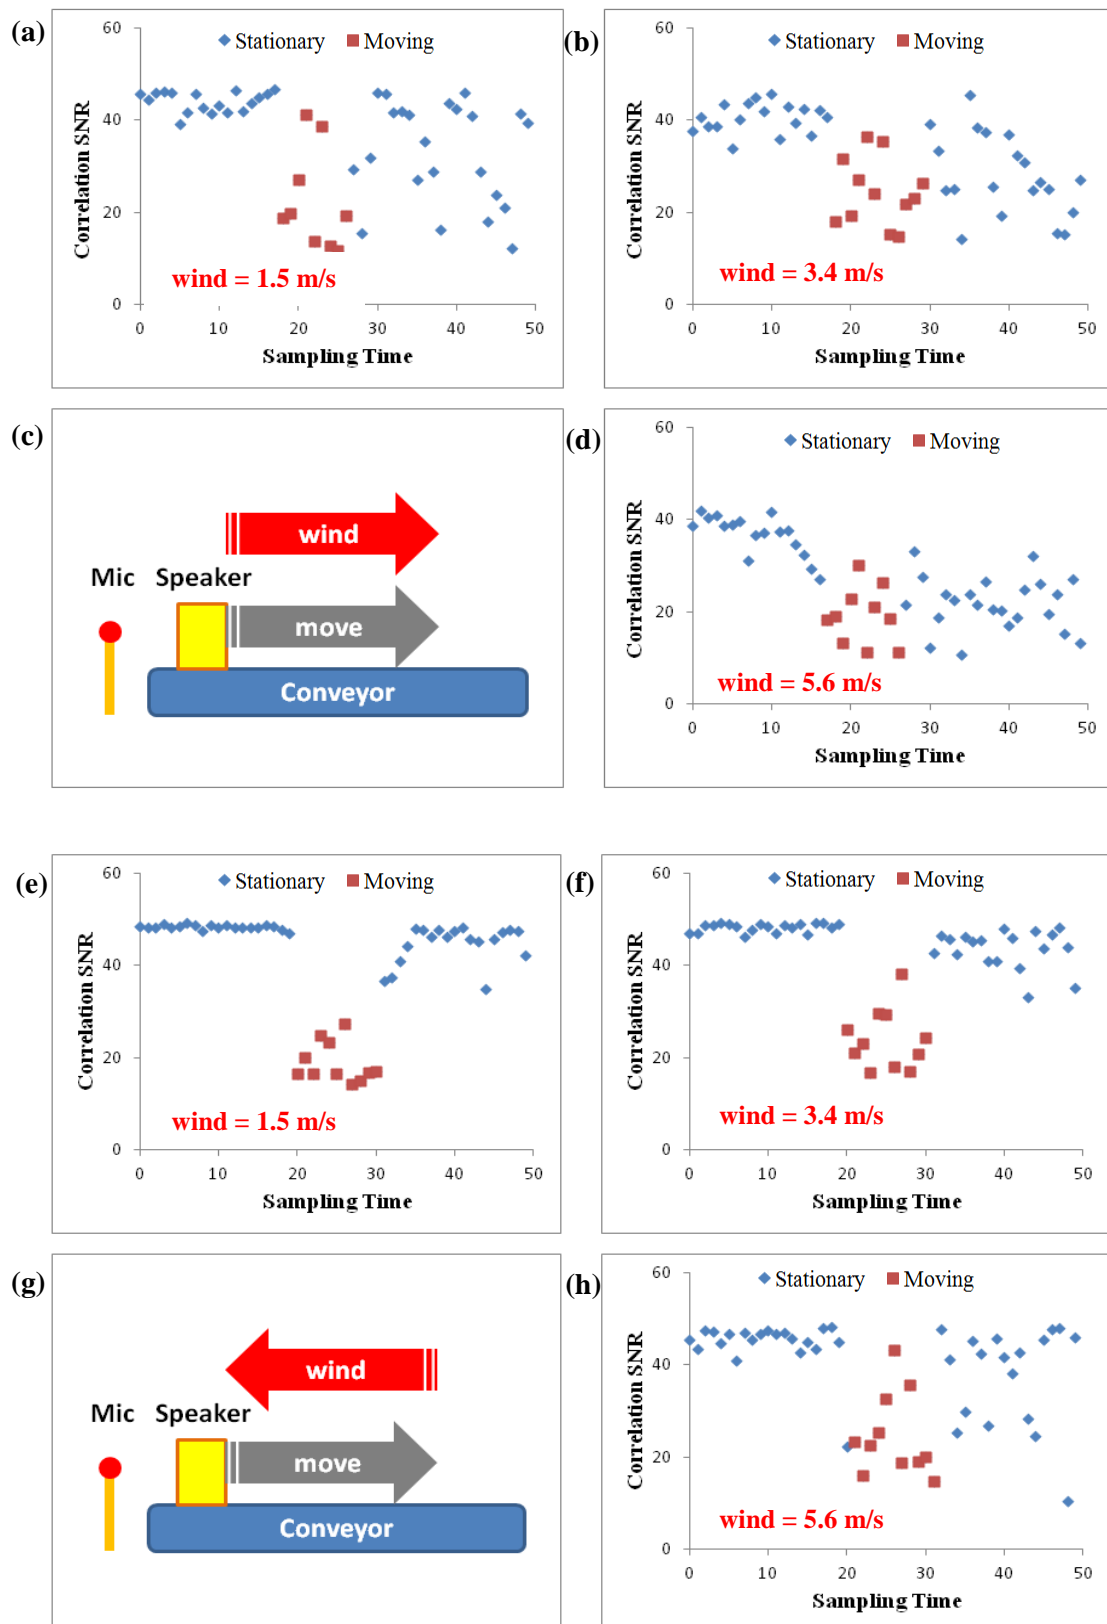 (a)
60
Stationary Moving
40
20
0
Correlation SNR
wind = 1.5 m/s
0 10 20 30 40 50
Sampling Time
(b)
60
Stationary Moving
40
20
0
Correlation SNR
wind = 3.4 m/s
0 10 20 30 40 50
Sampling Time
(c)
wind
Mic Speaker
move
Conveyor
(d)
60
Stationary Moving
40
20
0
Correlation SNR
wind = 5.6 m/s
0 10 20 30 40 50
Sampling Time
(e)
60
Stationary Moving
40
20
0
Correlation SNR
wind = 1.5 m/s
0 10 20 30 40 50
Sampling Time
(f)
60
Stationary Moving
40
20
0
Correlation SNR
wind = 3.4 m/s
0 10 20 30 40 50
Sampling Time
(g)
wind
Mic Speaker
move
Conveyor
(h)
60
Stationary Moving
40
20
0
Correlation SNR
wind = 5.6 m/s
0 10 20 30 40 50
Sampling Time